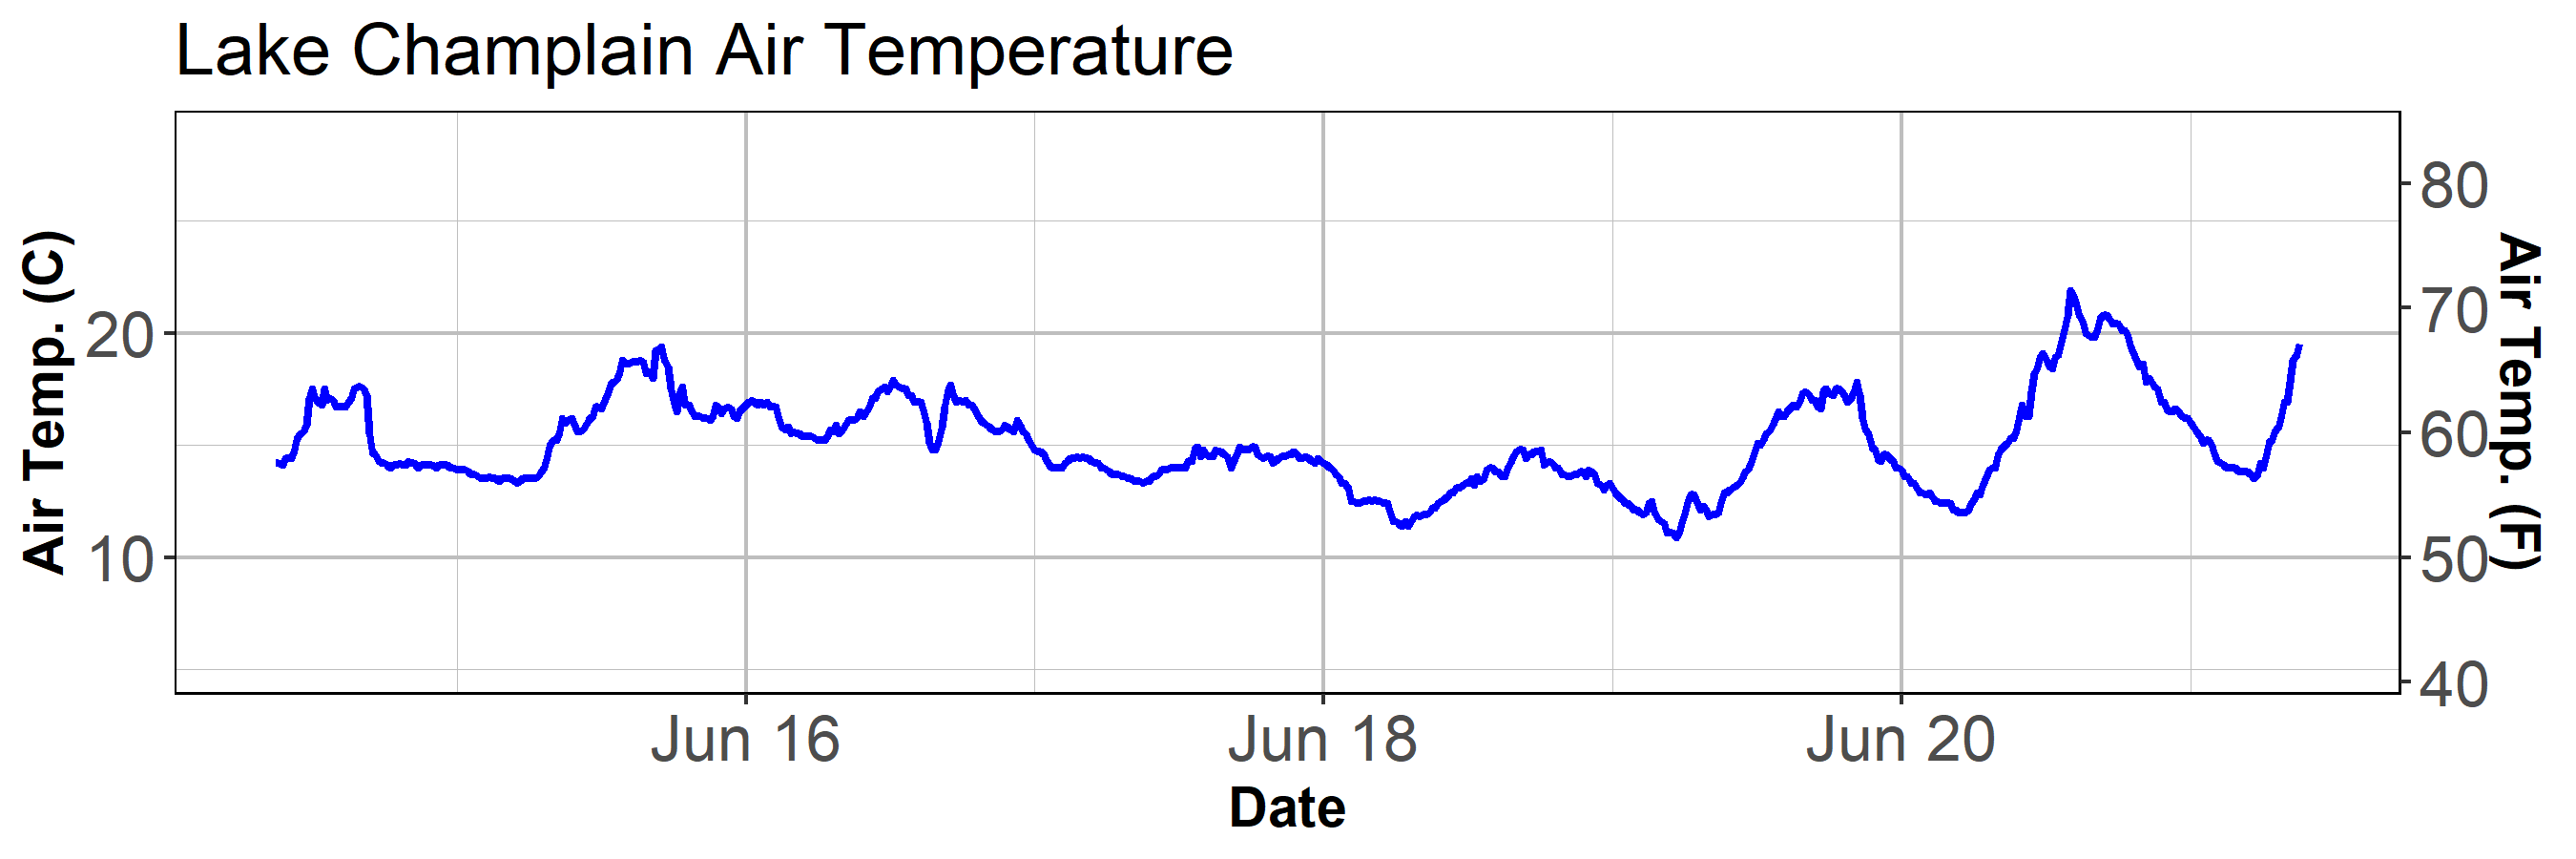 Lake Champlain Air Temperature
Air Temp. (C)
20
10
80
70
60
50
40
Air Temp. (F)
Jun 16
Jun 18
Jun 20
Date